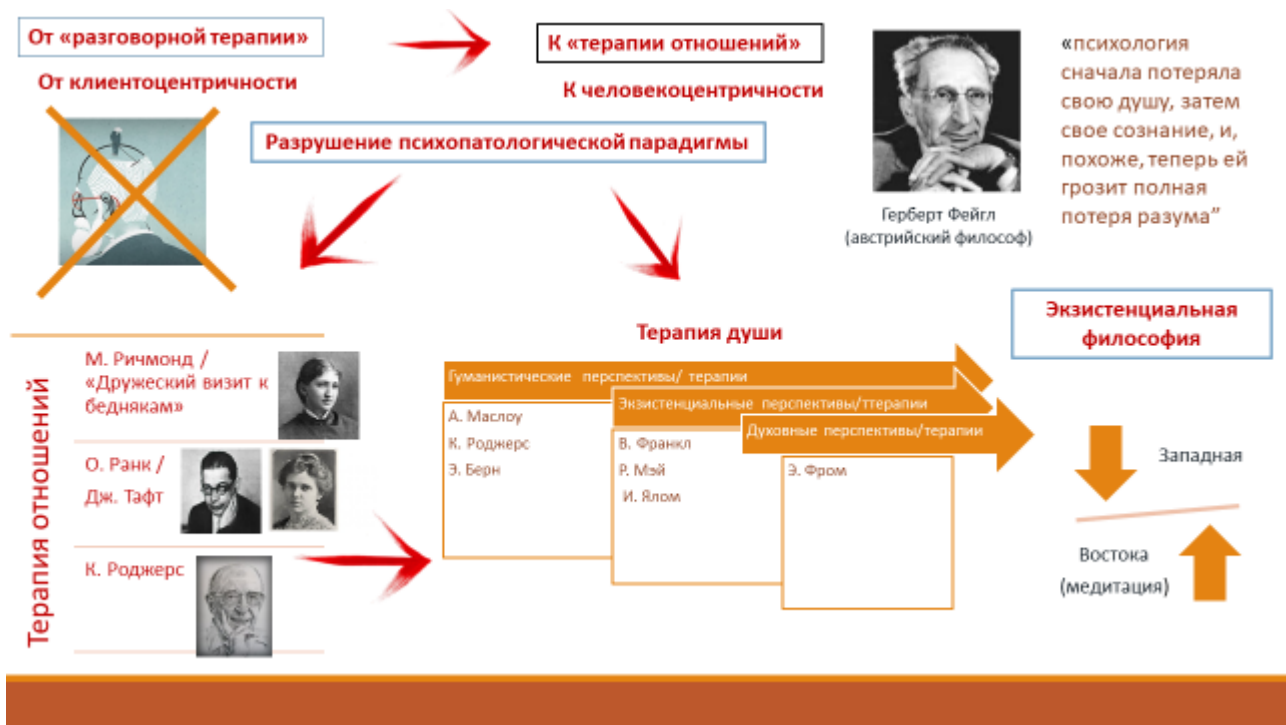 От «разговорной терапии»
К «терапии отношений»
От клиентоцентричности
К человекоцентричности
Разрушение психопатологической парадигмы
«психология
сначала потеряла
свою душу, затем
свое сознание, и,
похоже, теперь ей
грозит полная
потеря разума”
Герберт Фейгл
(австрийский философ)
Терапия отношений
М. Ричмонд /
«Дружеский визит к
беднякам»
О. Ранк /
Дж. Тафт
К. Роджерс
Терапия души
Гуманистические перспективы/ терапии
А. Маслоу
К. Роджерс
Э. Берн
Экзистенциальные перспективы/ттерапии
В. Франкл
Р. Мэй
И. Ялом
Духовные перспективы/терапии
Э. Фром
Экзистенциальная
философия
Западная
Востока
(медитация)